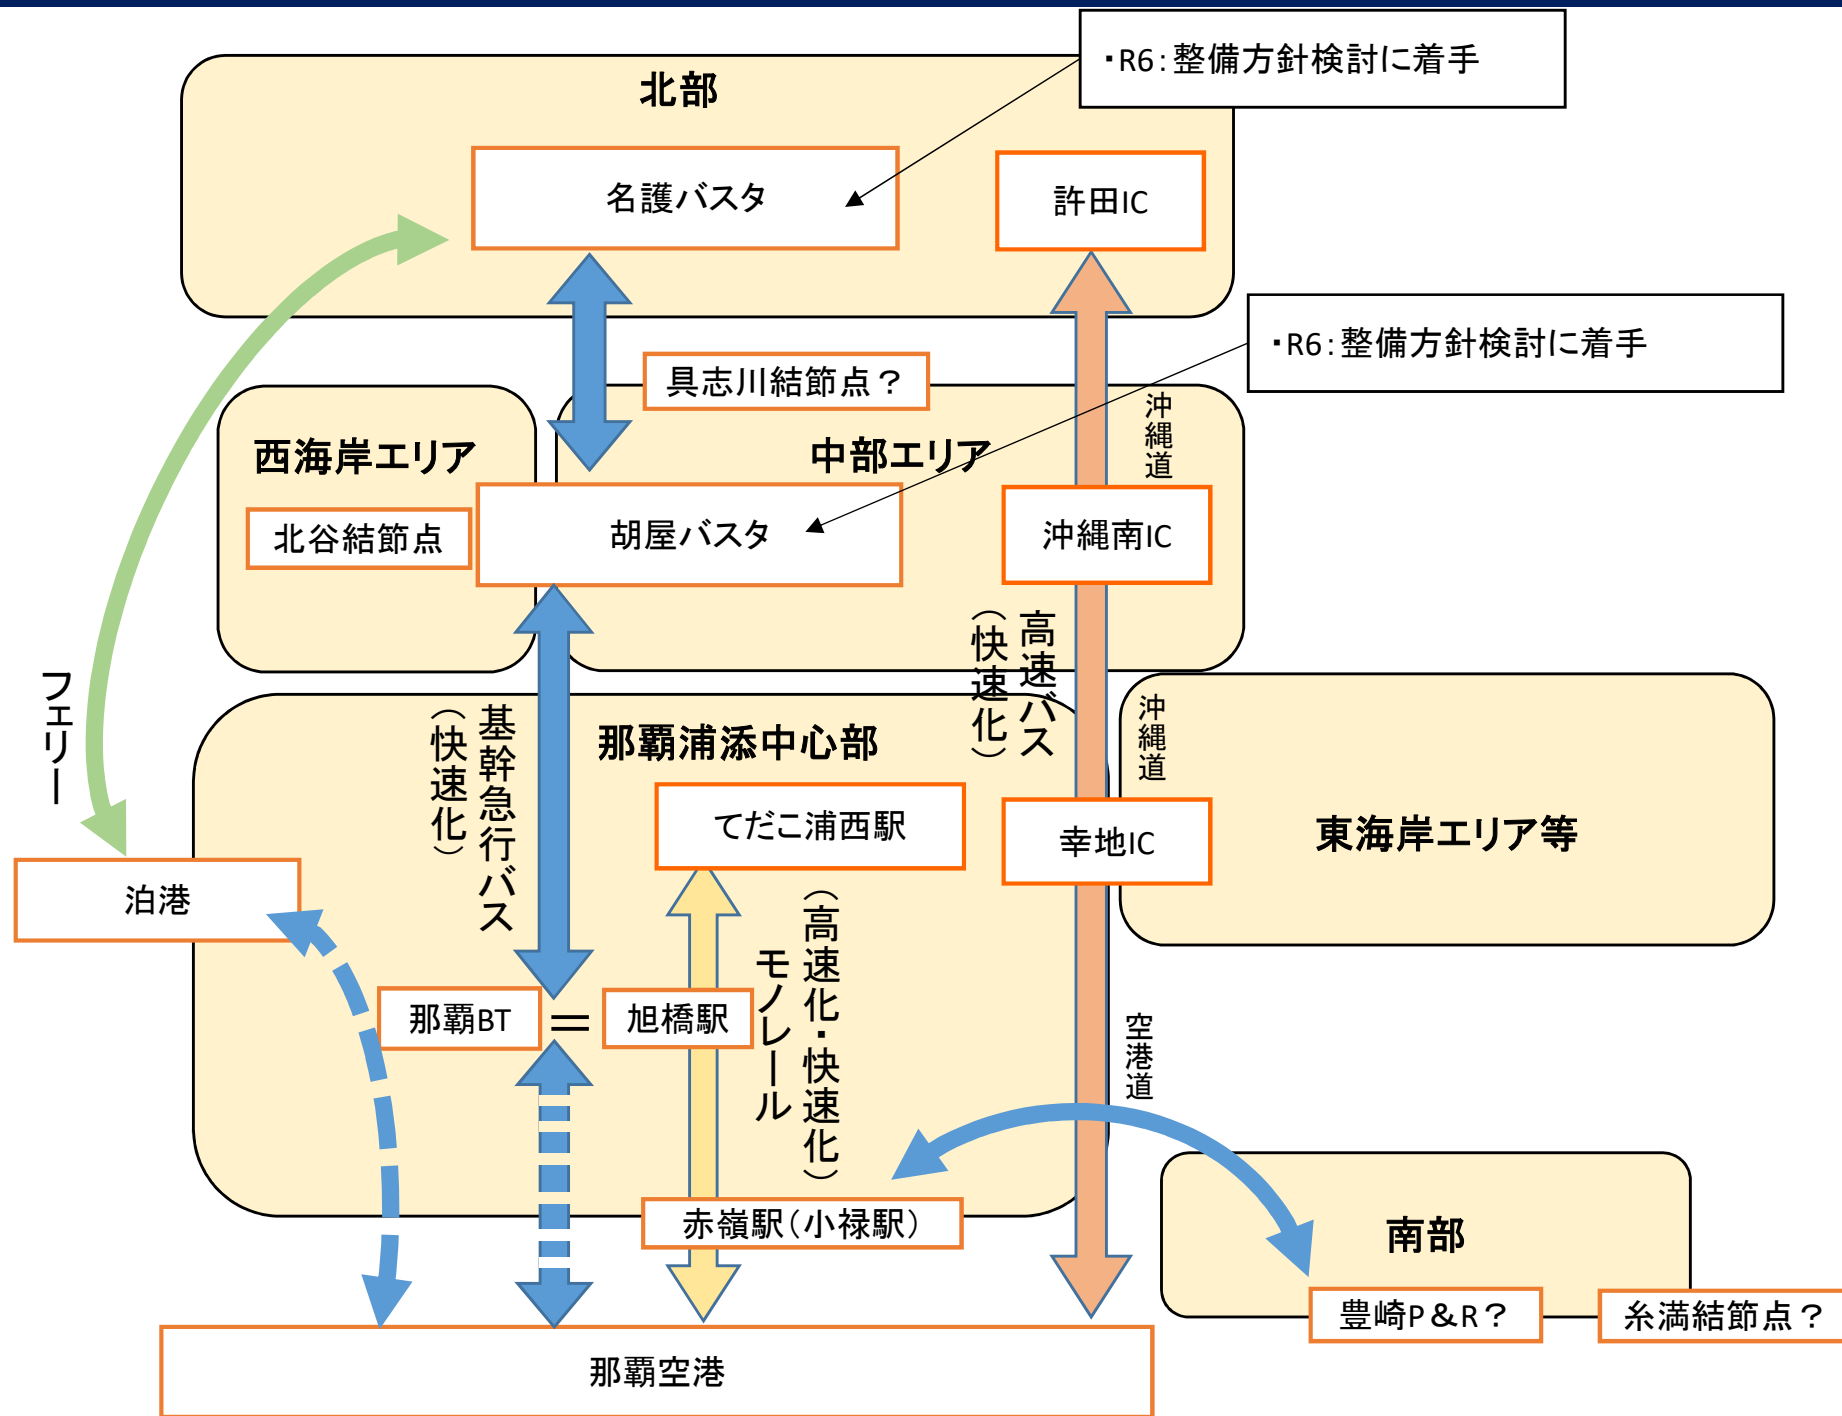 北部
・R6:整備方針検討に着手
名護バスタ
許田IC
・R6:整備方針検討に着手
具志川結節点?
沖縄道
西海岸エリア
中部エリア
北谷結節点
胡屋バスタ
沖縄南IC
高速バス
(快速化)
フェリー
基幹急行バス
(快速化)
那覇浦添中心部
沖縄道
てだこ浦西駅
幸地IC
東海岸エリア等
泊港
(高速化・快速化)
モノレール
那覇BT
=
旭橋駅
空港道
赤嶺駅(小禄駅)
南部
豊崎P&R?
糸満結節点?
那覇空港